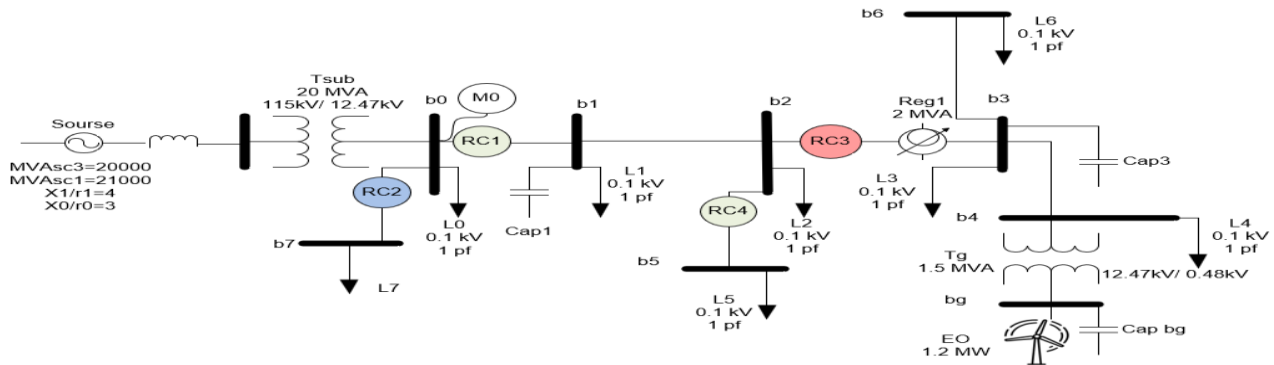 Sourse
MVAsc3=20000
MVAsc1=21000
X1/r1=4
X0/r0=3
Tsub
20 MVA
115kV/ 12.47kV
b0
M0
RC1
RC2
L0
0.1 kV
1 pf
b7
L7
b1
Cap1
L1
0.1 kV
1 pf
b2
RC3
RC4
L2
0.1 kV
1 pf
b5
L5
0.1 kV
1 pf
Reg1
2 MVA
b3
L3
0.1 kV
1 pf
b6
L6
0.1 kV
1 pf
Cap3
b4
L4
0.1 kV
1 pf
Tg
1.5 MVA
12.47kV/ 0.48kV
bg
EO
1.2 MW
Cap bg